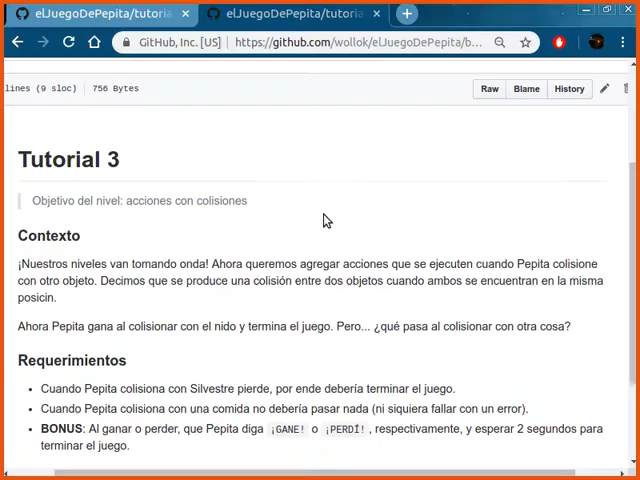 elJuegoDePepita/tutoria
elJuegoDePepita/tutoria
GitHub, Inc. [US]
https://github.com/wollok/elJuegoDePepita/b...
lines (9 sloc)
756 Bytes
Raw
Blame
History
Tutorial 3
Objetivo del nivel: acciones con colisiones
Contexto
¡Nuestros niveles van tomando onda! Ahora queremos agregar acciones que se ejecuten cuando Pepita colisione
con otro objeto. Decimos que se produce una colisión entre dos objetos cuando ambos se encuentran en la misma
posicin.
Ahora Pepita gana al colisionar con el nido y termina el juego. Pero... ¿qué pasa al colisionar con otra cosa?
Requerimientos
• Cuando Pepita colisiona con Silvestre pierde, por ende debería terminar el juego.
• Cuando Pepita colisiona con una comida no debería pasar nada (ni siquiera fallar con un error).
• BONUS: Al ganar o perder, que Pepita diga ¡GANE! o ¡PERDÍ!, respectivamente, y esperar 2 segundos para
terminar el juego.